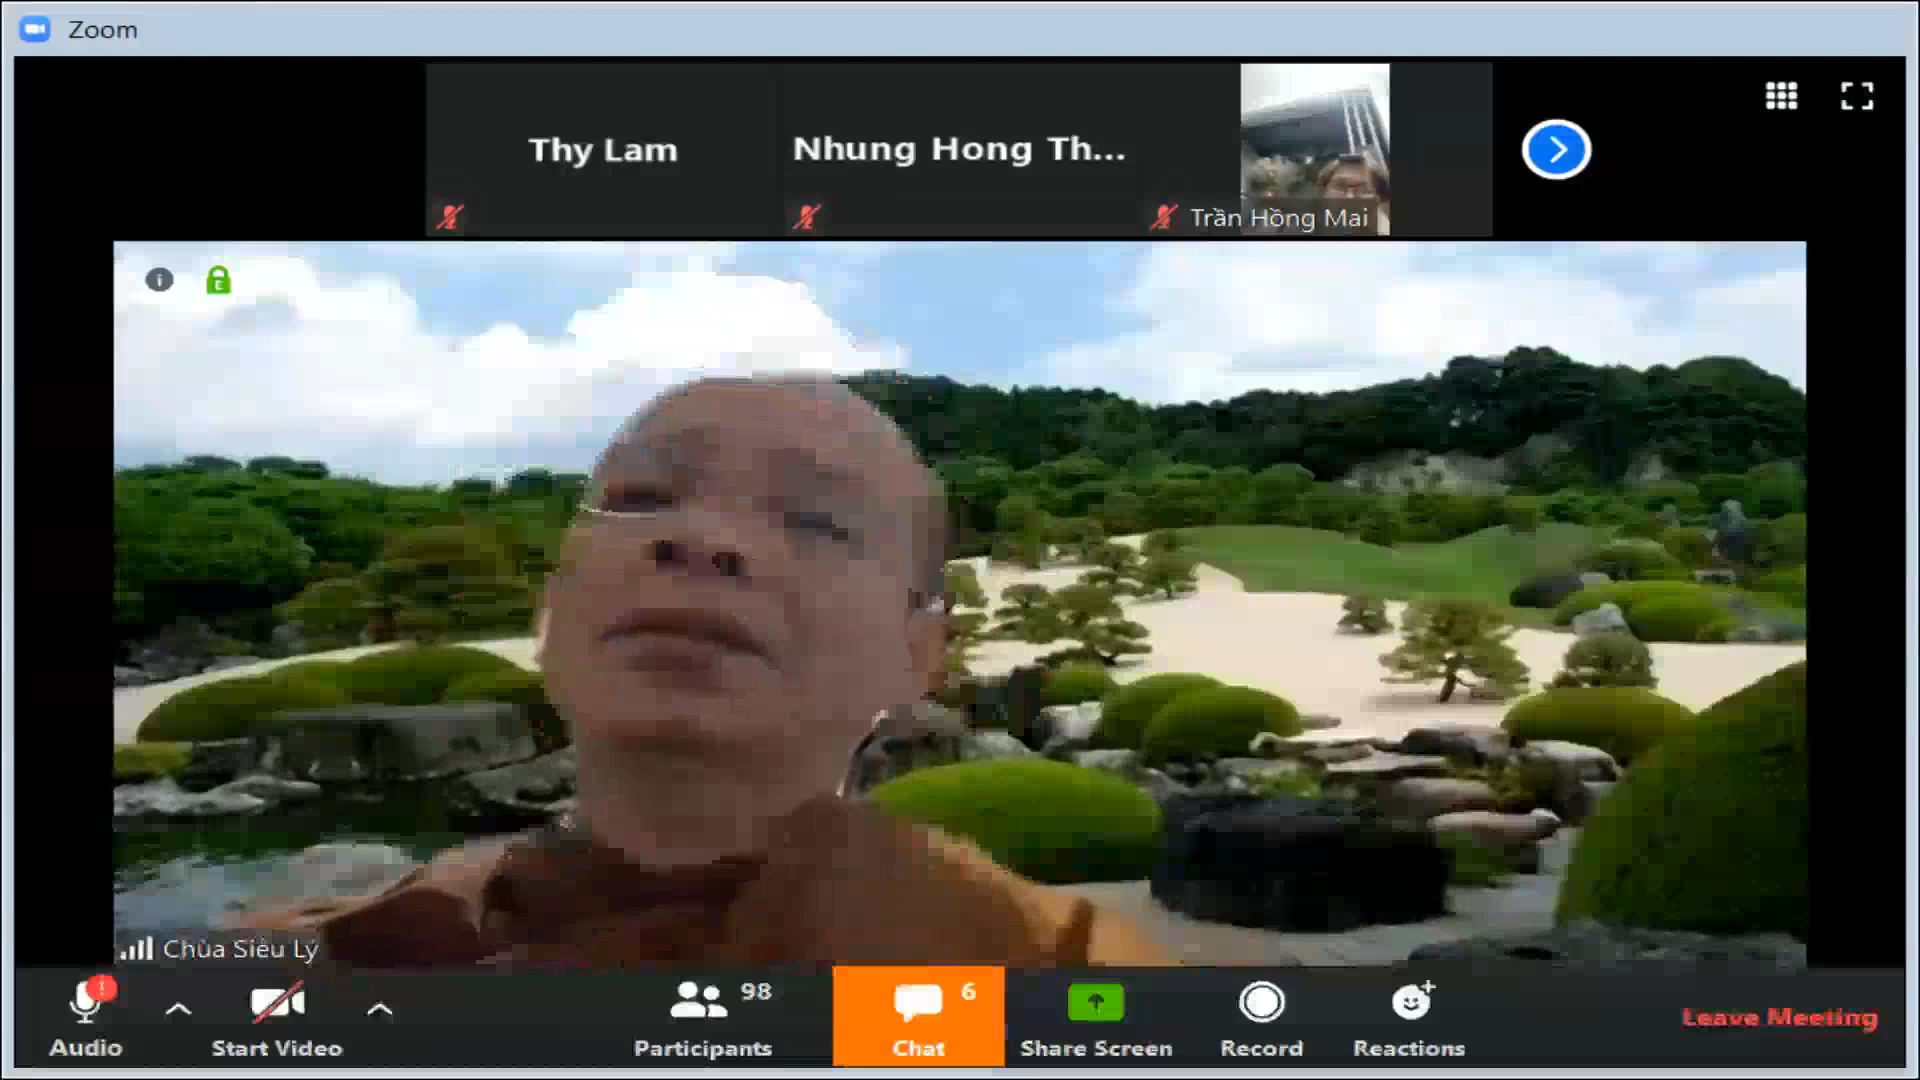 Zoom
Thy Lam
Nhung Hong Th...
Trần Hồng Mai
Chùa Siêu Lý
98
6
Audio
Start Video
Participants
Chat
Share Screen
Record
Reactions
Leave Meeting